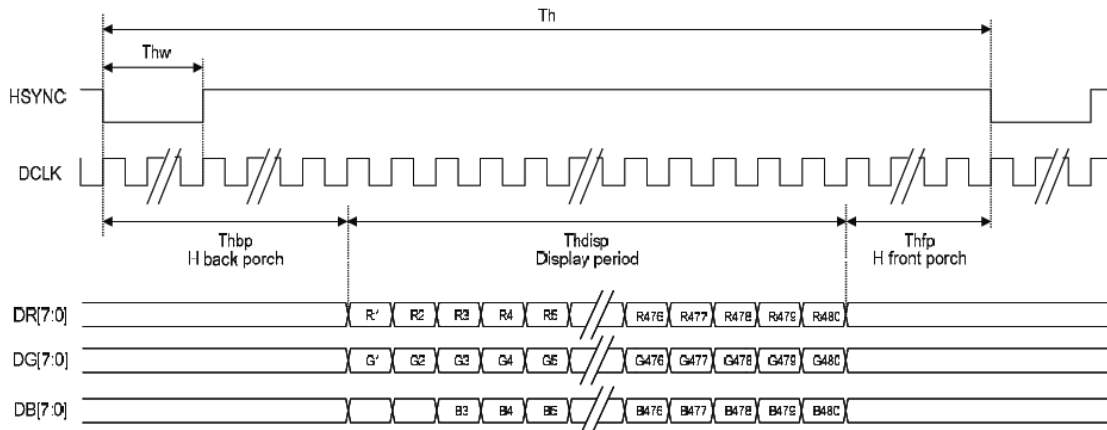 Th
Thw
HSYNC
DCLK
Thbp Thdisp Thfp
H back porch Display period H front porch
DR[7:0] R1 R2 R3 R4 R5 R476 R477 R478 R479 R480
DG[7:0] G1 G2 G3 G4 G5 G476 G477 G478 G479 G480
DB[7:0] B3 B4 B5 B476 B477 B478 B479 B480